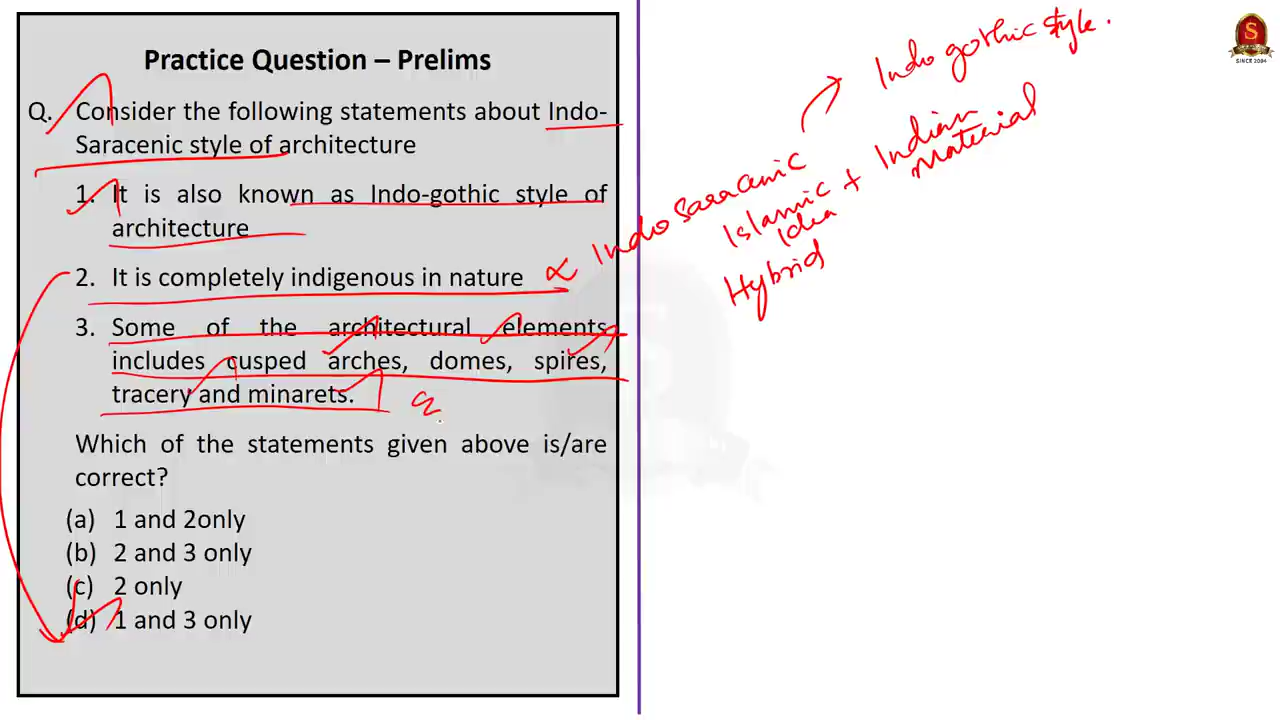 Practice Question – Prelims
Q. Consider the following statements about Indo-
Saracenic style of architecture
1. It is also known as Indo-gothic style of
architecture
2. It is completely indigenous in nature
3. Some of the architectural elements
includes cusped arches, domes, spires,
tracery and minarets.
Which of the statements given above is/are
correct?
(a) 1 and 2only
(b) 2 and 3 only
(c) 2 only
(d) 1 and 3 only
Indo gothic style.
Indo Saracenic
Islamic + Indian
Idea Material
Hybrid
S
SINCE 2004